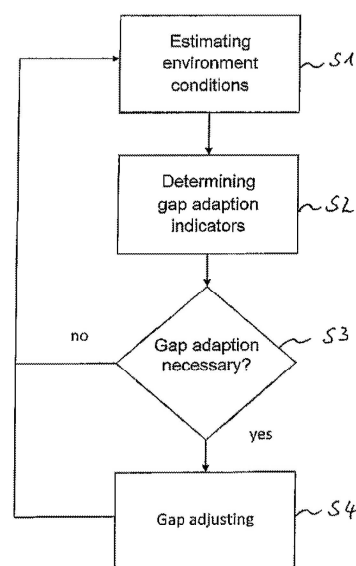 Estimating
environment
conditions
S1
Determining
gap adaption
indicators
S2
Gap adaption
necessary?
S3
no
yes
Gap adjusting
S4